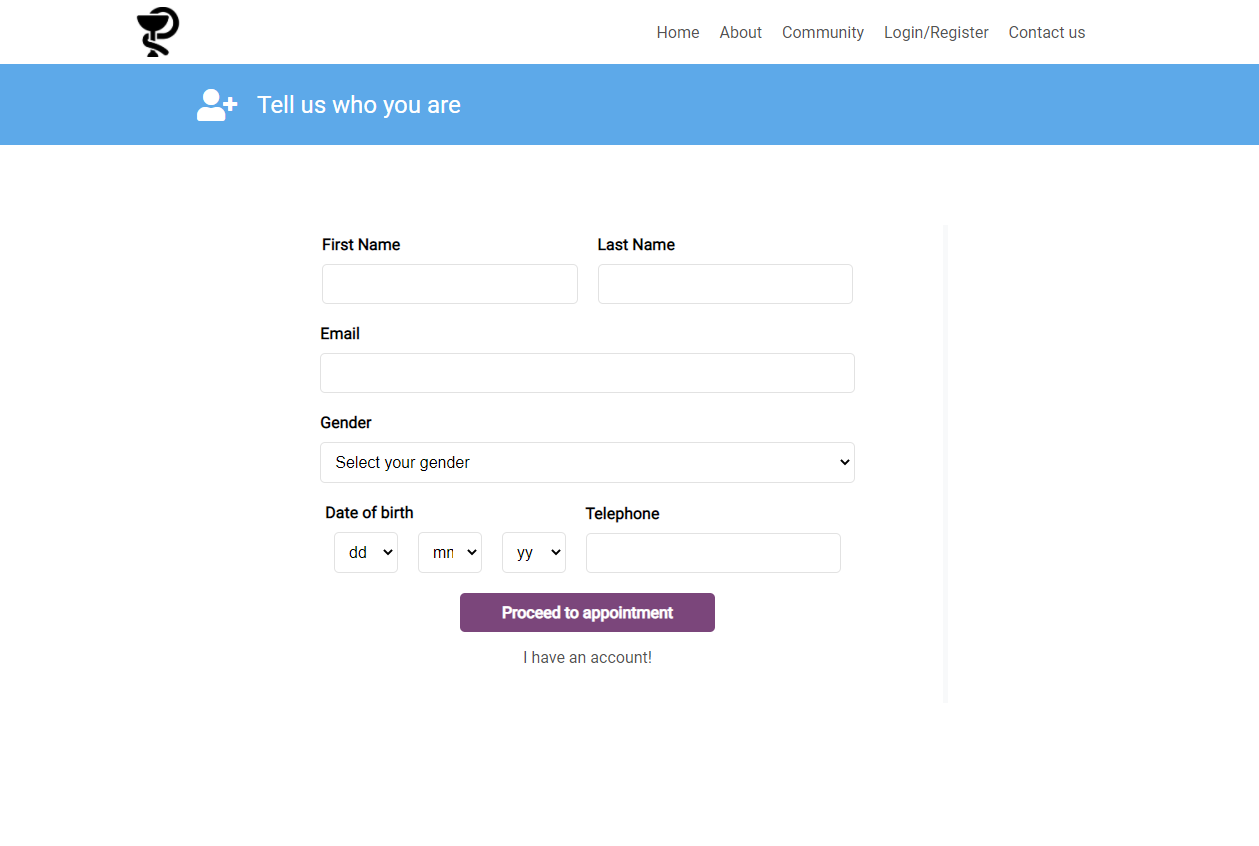 Home About Community Login/Register Contact us
Tell us who you are
First Name Last Name
Email
Gender
Select your gender
Date of birth Telephone
dd mm yy
Proceed to appointment
I have an account!